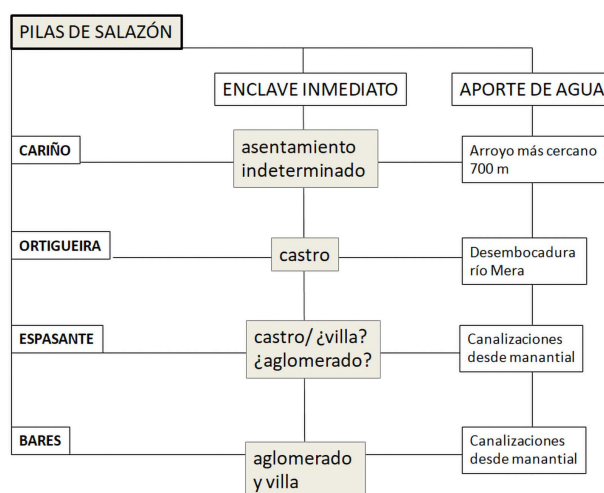 PILAS DE SALAZÓN
ENCLAVE INMEDIATO
APORTE DE AGUA
CARIÑO
asentamiento
indeterminado
Arroyo más cercano
700 m
ORTIGUEIRA
castro
Desembocadura
río Mera
ESPASANTE
castro/ ¿villa?
¿aglomerado?
Canalizaciones
desde manantial
BARES
aglomerado
y villa
Canalizaciones
desde manantial